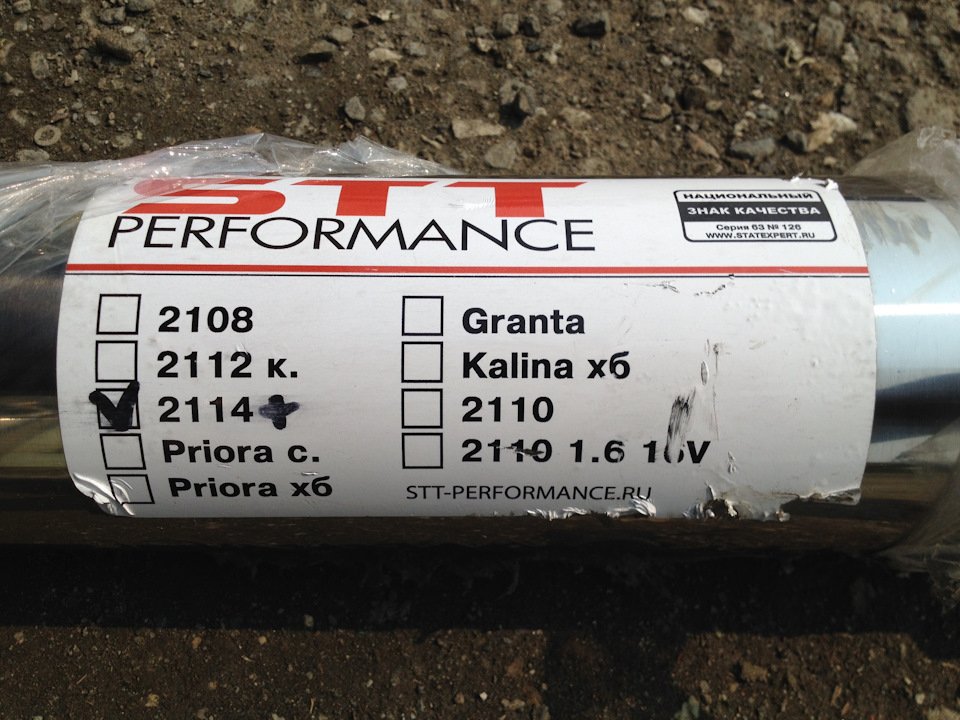 STT
PERFORMANCE
НАЦИОНАЛЬНЫЙ
ЗНАК КАЧЕСТВА
Серия 63 № 126
WWW.STATEXPERT.RU
2108
2112 к.
2114 +
Priora с.
Priora хб
Granta
Kalina хб
2110
2110 1.6 16V
STT-PERFORMANCE.RU